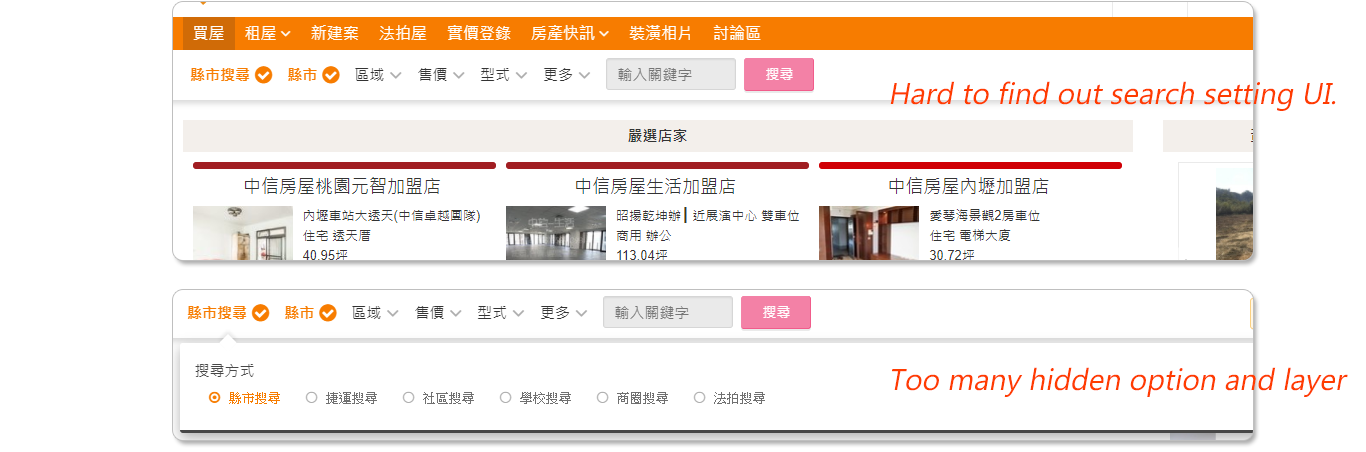 買屋 租屋 新建案 法拍屋 實價登錄 房產快訊 裝潢相片 討論區
縣市搜尋 縣市 區域 售價 型式 更多 輸入關鍵字 搜尋
Hard to find out search setting UI.
嚴選店家
中信房屋桃園元智加盟店 中信房屋生活加盟店 中信房屋內壢加盟店
內壢車站大透天(中信卓越團隊) 昭揚乾坤辦┃近展演中心 雙車位 愛琴海景觀2房車位
住宅 透天厝 商用 辦公 住宅 電梯大廈
40.95坪 113.04坪 30.72坪
縣市搜尋 縣市 區域 售價 型式 更多 輸入關鍵字 搜尋
搜尋方式
Too many hidden option and layer
縣市搜尋 捷運搜尋 社區搜尋 學校搜尋 商圈搜尋 法拍搜尋